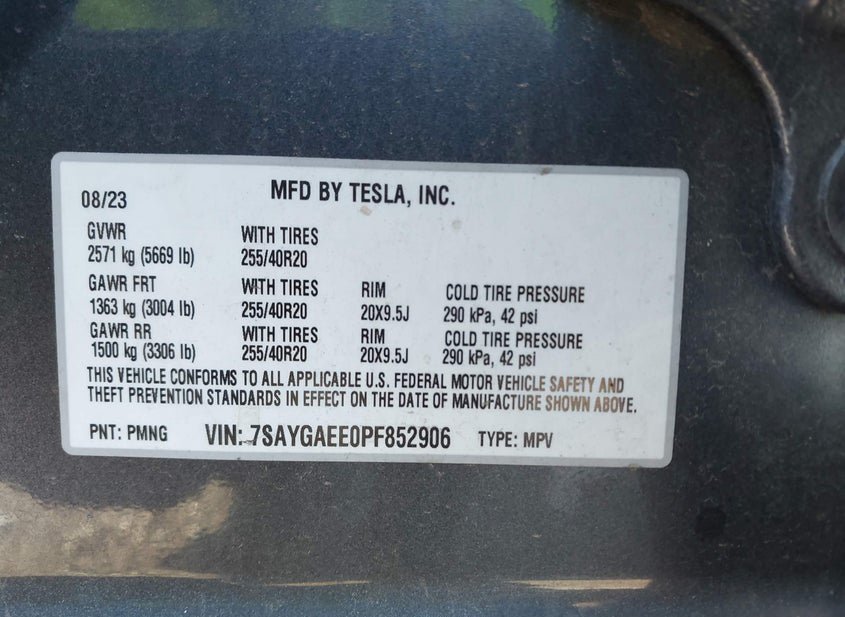 MFD BY TESLA, INC.
08/23
GVWR WITH TIRES
2571 kg (5669 lb) 255/40R20
GAWR FRT WITH TIRES RIM COLD TIRE PRESSURE
1363 kg (3004 lb) 255/40R20 20X9.5J 290 kPa, 42 psi
GAWR RR WITH TIRES RIM COLD TIRE PRESSURE
1500 kg (3306 lb) 255/40R20 20X9.5J 290 kPa, 42 psi
THIS VEHICLE CONFORMS TO ALL APPLICABLE U.S. FEDERAL MOTOR VEHICLE SAFETY AND
THEFT PREVENTION STANDARDS IN EFFECT ON THE DATE OF MANUFACTURE SHOWN ABOVE.
PNT: PMNG VIN: 7SAYGAEE0PF852906 TYPE: MPV